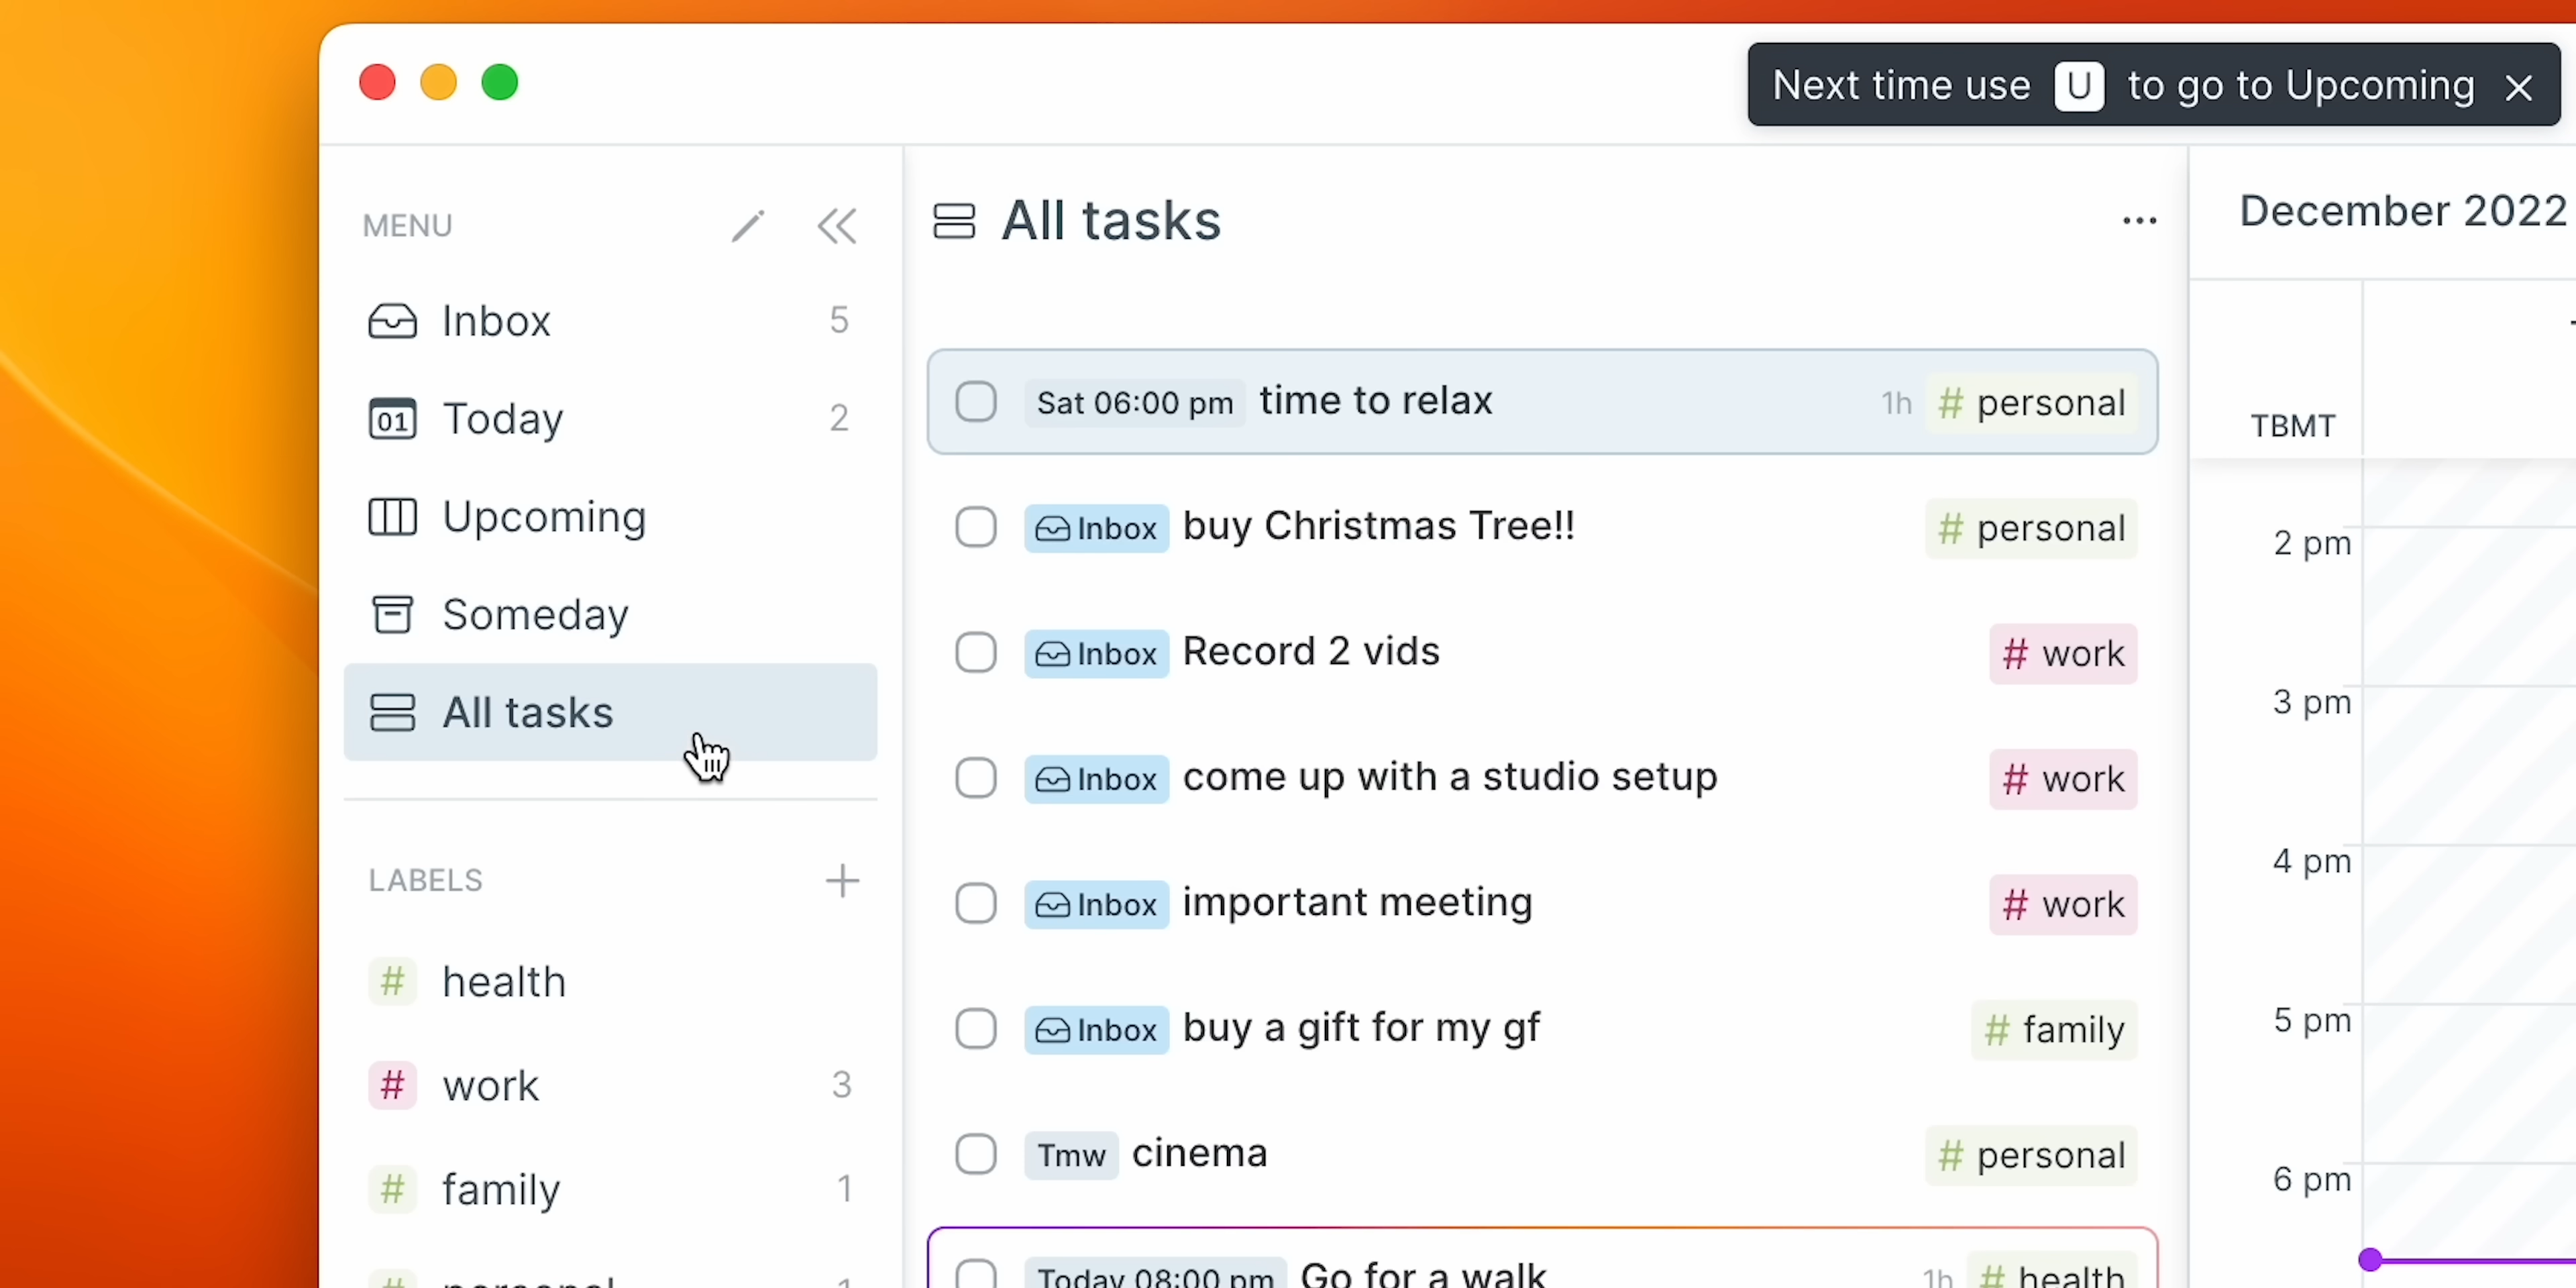 Next time use U to go to Upcoming
MENU
Inbox 5
01 Today 2
Upcoming
Someday
All tasks
LABELS
# health
# work 3
# family 1
# personal 1
All tasks
Sat 06:00 pm time to relax 1h # personal
Inbox buy Christmas Tree!! # personal
Inbox Record 2 vids # work
Inbox come up with a studio setup # work
Inbox important meeting # work
Inbox buy a gift for my gf # family
Tmw cinema # personal
Today 08:00 pm Go for a walk 1h # health
December 2022
TBMT
2 pm
3 pm
4 pm
5 pm
6 pm